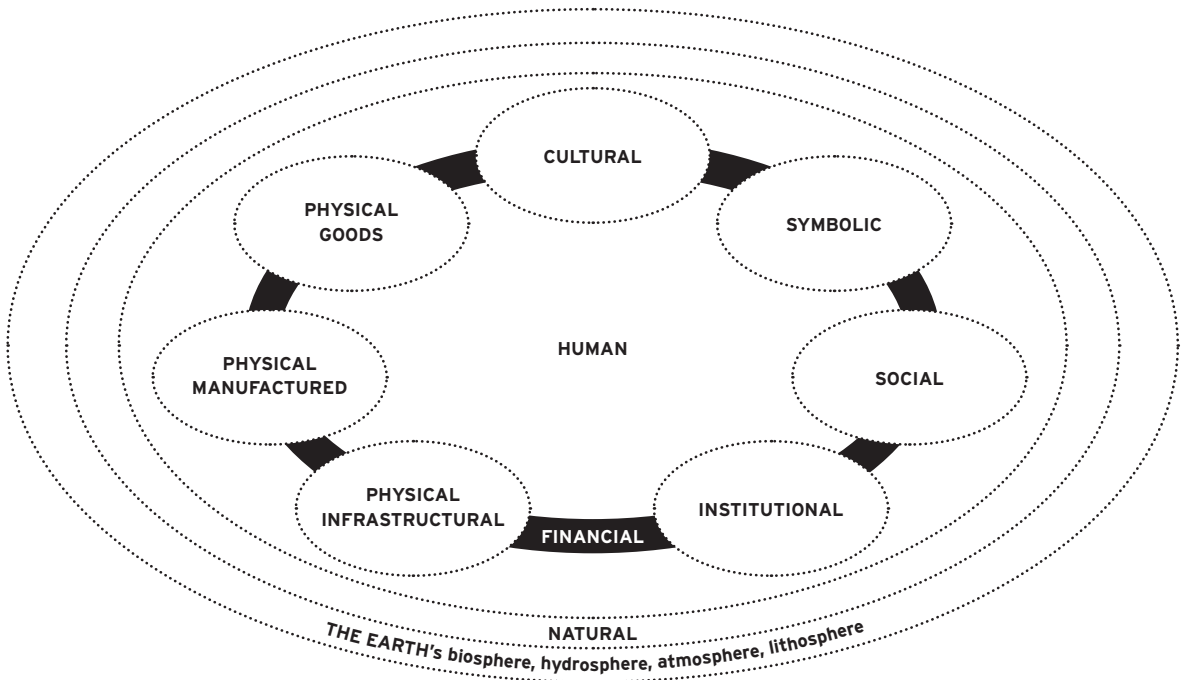 CULTURAL
PHYSICAL
GOODS
SYMBOLIC
HUMAN
PHYSICAL
MANUFACTURED
SOCIAL
PHYSICAL
INFRASTRUCTURAL
INSTITUTIONAL
FINANCIAL
NATURAL
THE EARTH's biosphere, hydrosphere, atmosphere, lithosphere